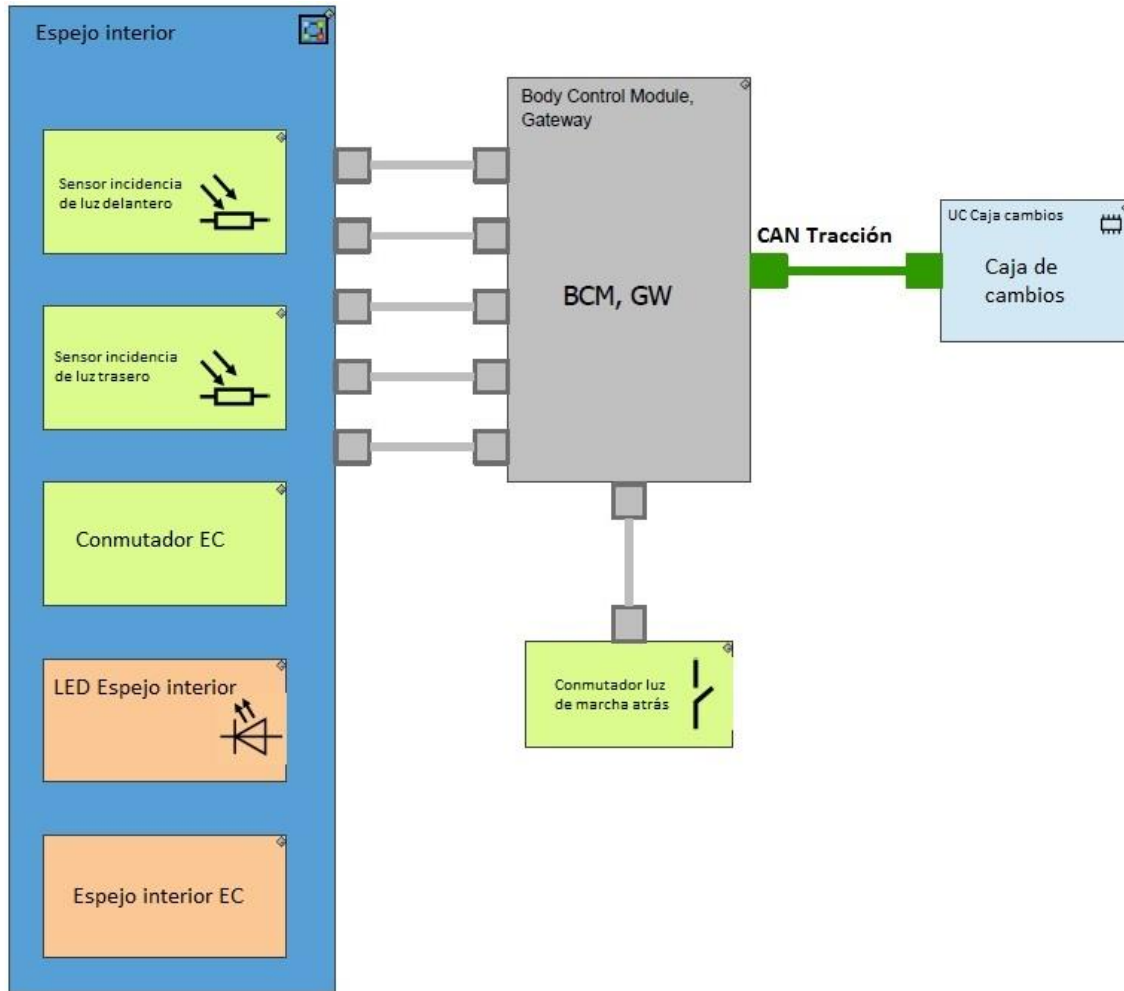 Espejo interior
Sensor incidencia
de luz delantero
Sensor incidencia
de luz trasero
Conmutador EC
LED Espejo interior
Espejo interior EC
Body Control Module,
Gateway
BCM, GW
Conmutador luz
de marcha atrás
CAN Tracción
UC Caja cambios
Caja de
cambios